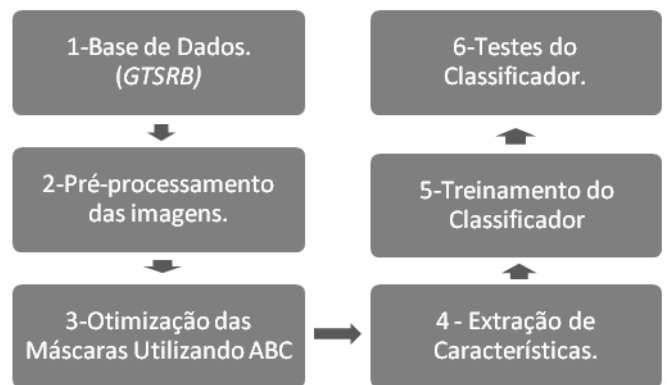 1-Base de Dados.
(GTSRB)
2-Pré-processamento
das imagens.
3-Otimização das
Máscaras Utilizando ABC
4 - Extração de
Características.
5-Treinamento do
Classificador
6-Testes do
Classificador.